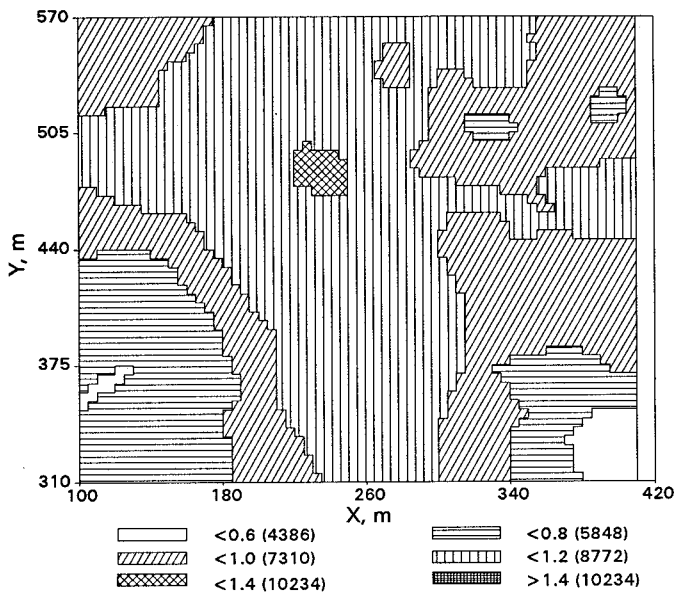 570
505
440
375
310
Y, m
100 180 260 340 420
X, m
<0.6 (4386) <0.8 (5848)
<1.0 (7310) <1.2 (8772)
<1.4 (10234) >1.4 (10234)